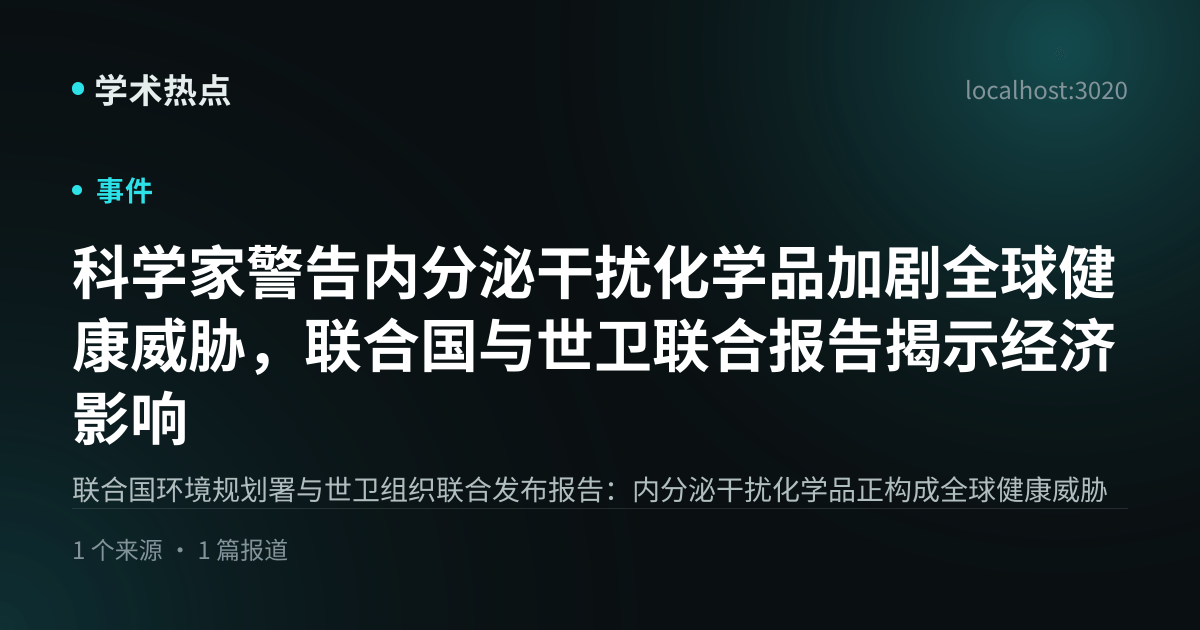 学术热点
localhost:3020
事件
科学家警告内分泌干扰化学品加剧全球健
康威胁，联合国与世卫联合报告揭示经济
影响
联合国环境规划署与世卫组织联合发布报告：内分泌干扰化学品正构成全球健康威胁
1 个来源 · 1 篇报道